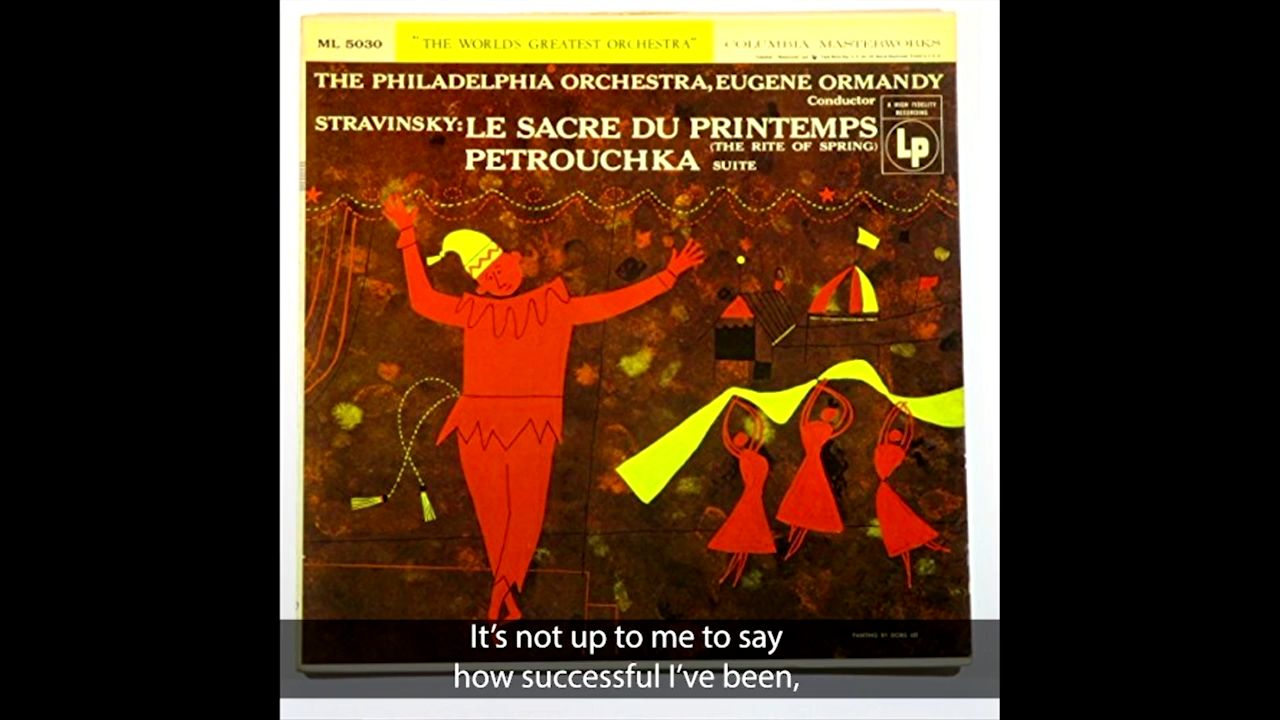 ML 5030 "THE WORLD'S GREATEST ORCHESTRA" COLUMBIA MASTERWORKS
THE PHILADELPHIA ORCHESTRA, EUGENE ORMANDY
Conductor
A HIGH FIDELITY
RECORDING
STRAVINSKY: LE SACRE DU PRINTEMPS
(THE RITE OF SPRING)
Lp
PETROUCHKA SUITE
It's not up to me to say
how successful I've been,